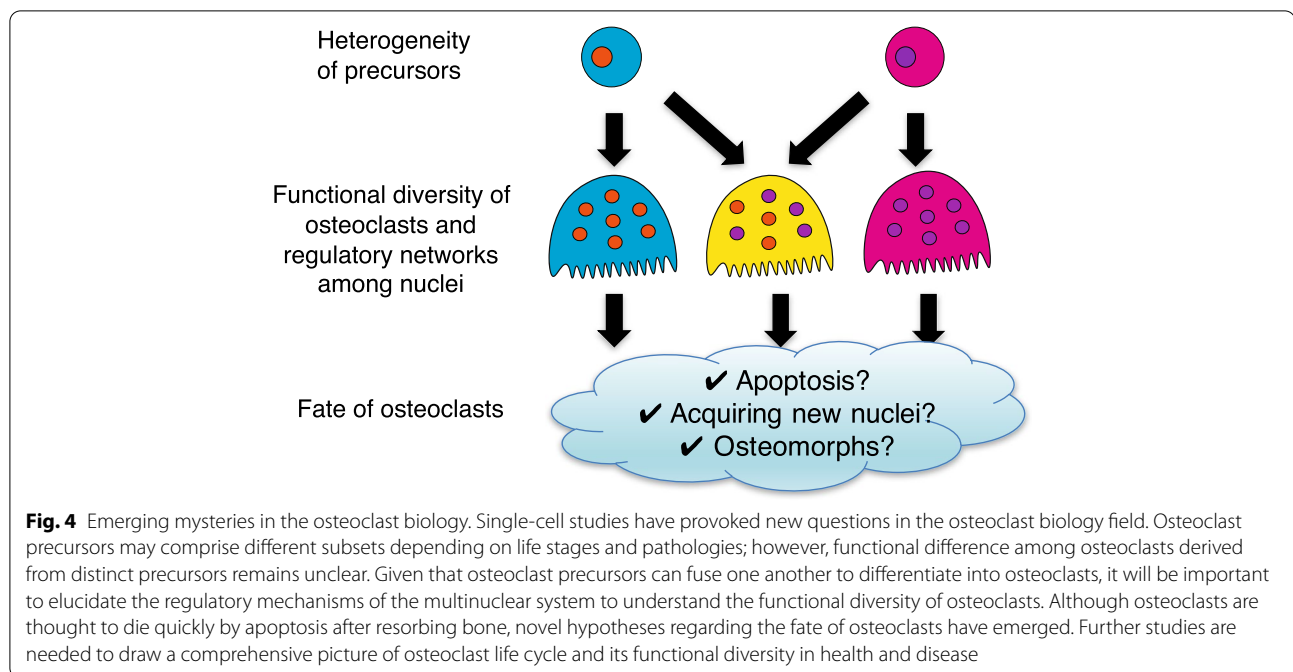 Heterogeneity
of precursors
Functional diversity of
osteoclasts and
regulatory networks
among nuclei
Fate of osteoclasts
✔ Apoptosis?
✔ Acquiring new nuclei?
✔ Osteomorphs?
Fig. 4 Emerging mysteries in the osteoclast biology. Single-cell studies have provoked new questions in the osteoclast biology field. Osteoclast
precursors may comprise different subsets depending on life stages and pathologies; however, functional difference among osteoclasts derived
from distinct precursors remains unclear. Given that osteoclast precursors can fuse one another to differentiate into osteoclasts, it will be important
to elucidate the regulatory mechanisms of the multinuclear system to understand the functional diversity of osteoclasts. Although osteoclasts are
thought to die quickly by apoptosis after resorbing bone, novel hypotheses regarding the fate of osteoclasts have emerged. Further studies are
needed to draw a comprehensive picture of osteoclast life cycle and its functional diversity in health and disease